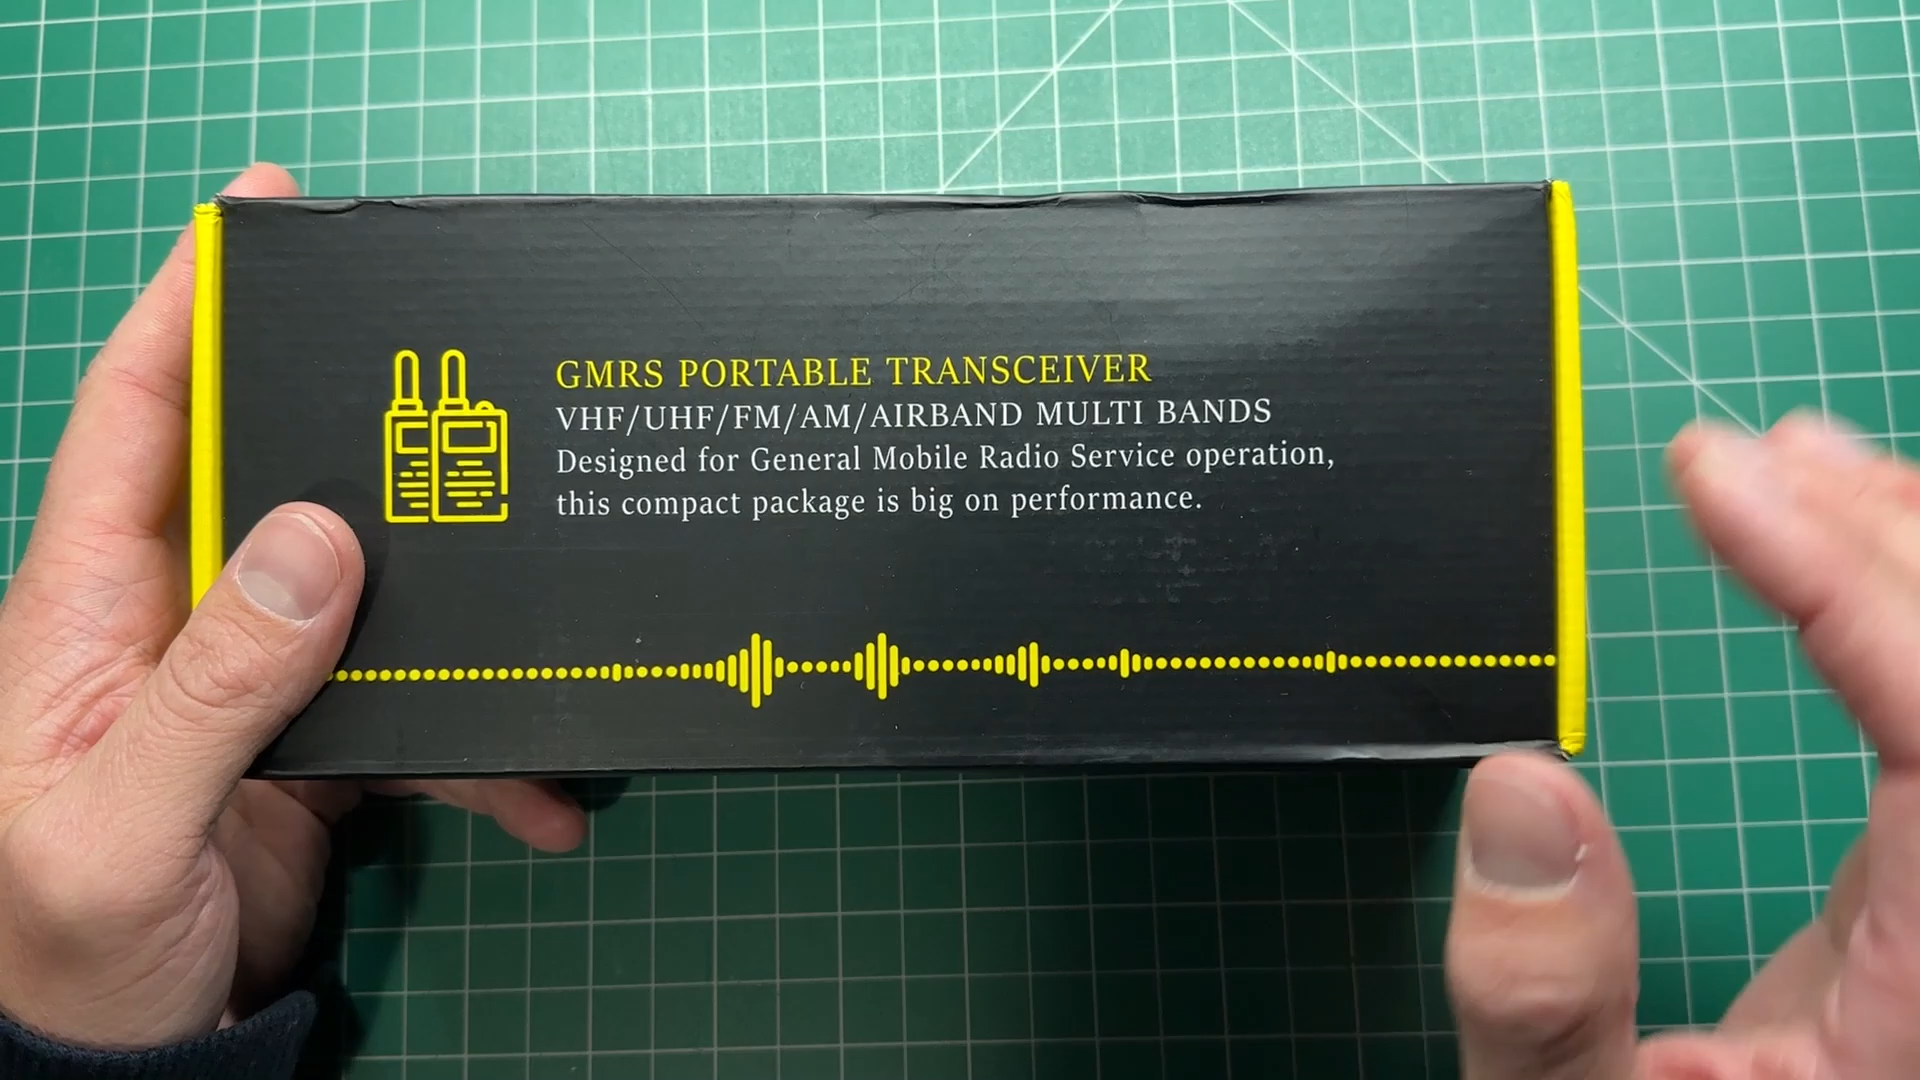 GMRS PORTABLE TRANSCEIVER
VHF/UHF/FM/AM/AIRBAND MULTI BANDS
Designed for General Mobile Radio Service operation,
this compact package is big on performance.